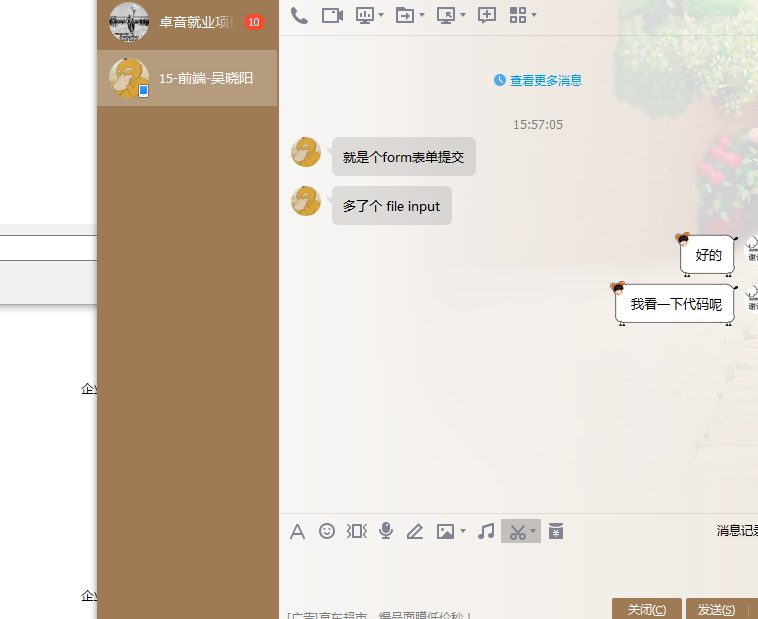 卓音就业项
10
15-前端-吴晓阳
查看更多消息
15:57:05
就是个form表单提交
多了个 file input
好的
我看一下代码呢
企业
企业
消息记录
[广告]京东超市，爆品面膜低价秒！
关闭(C)
发送(S)